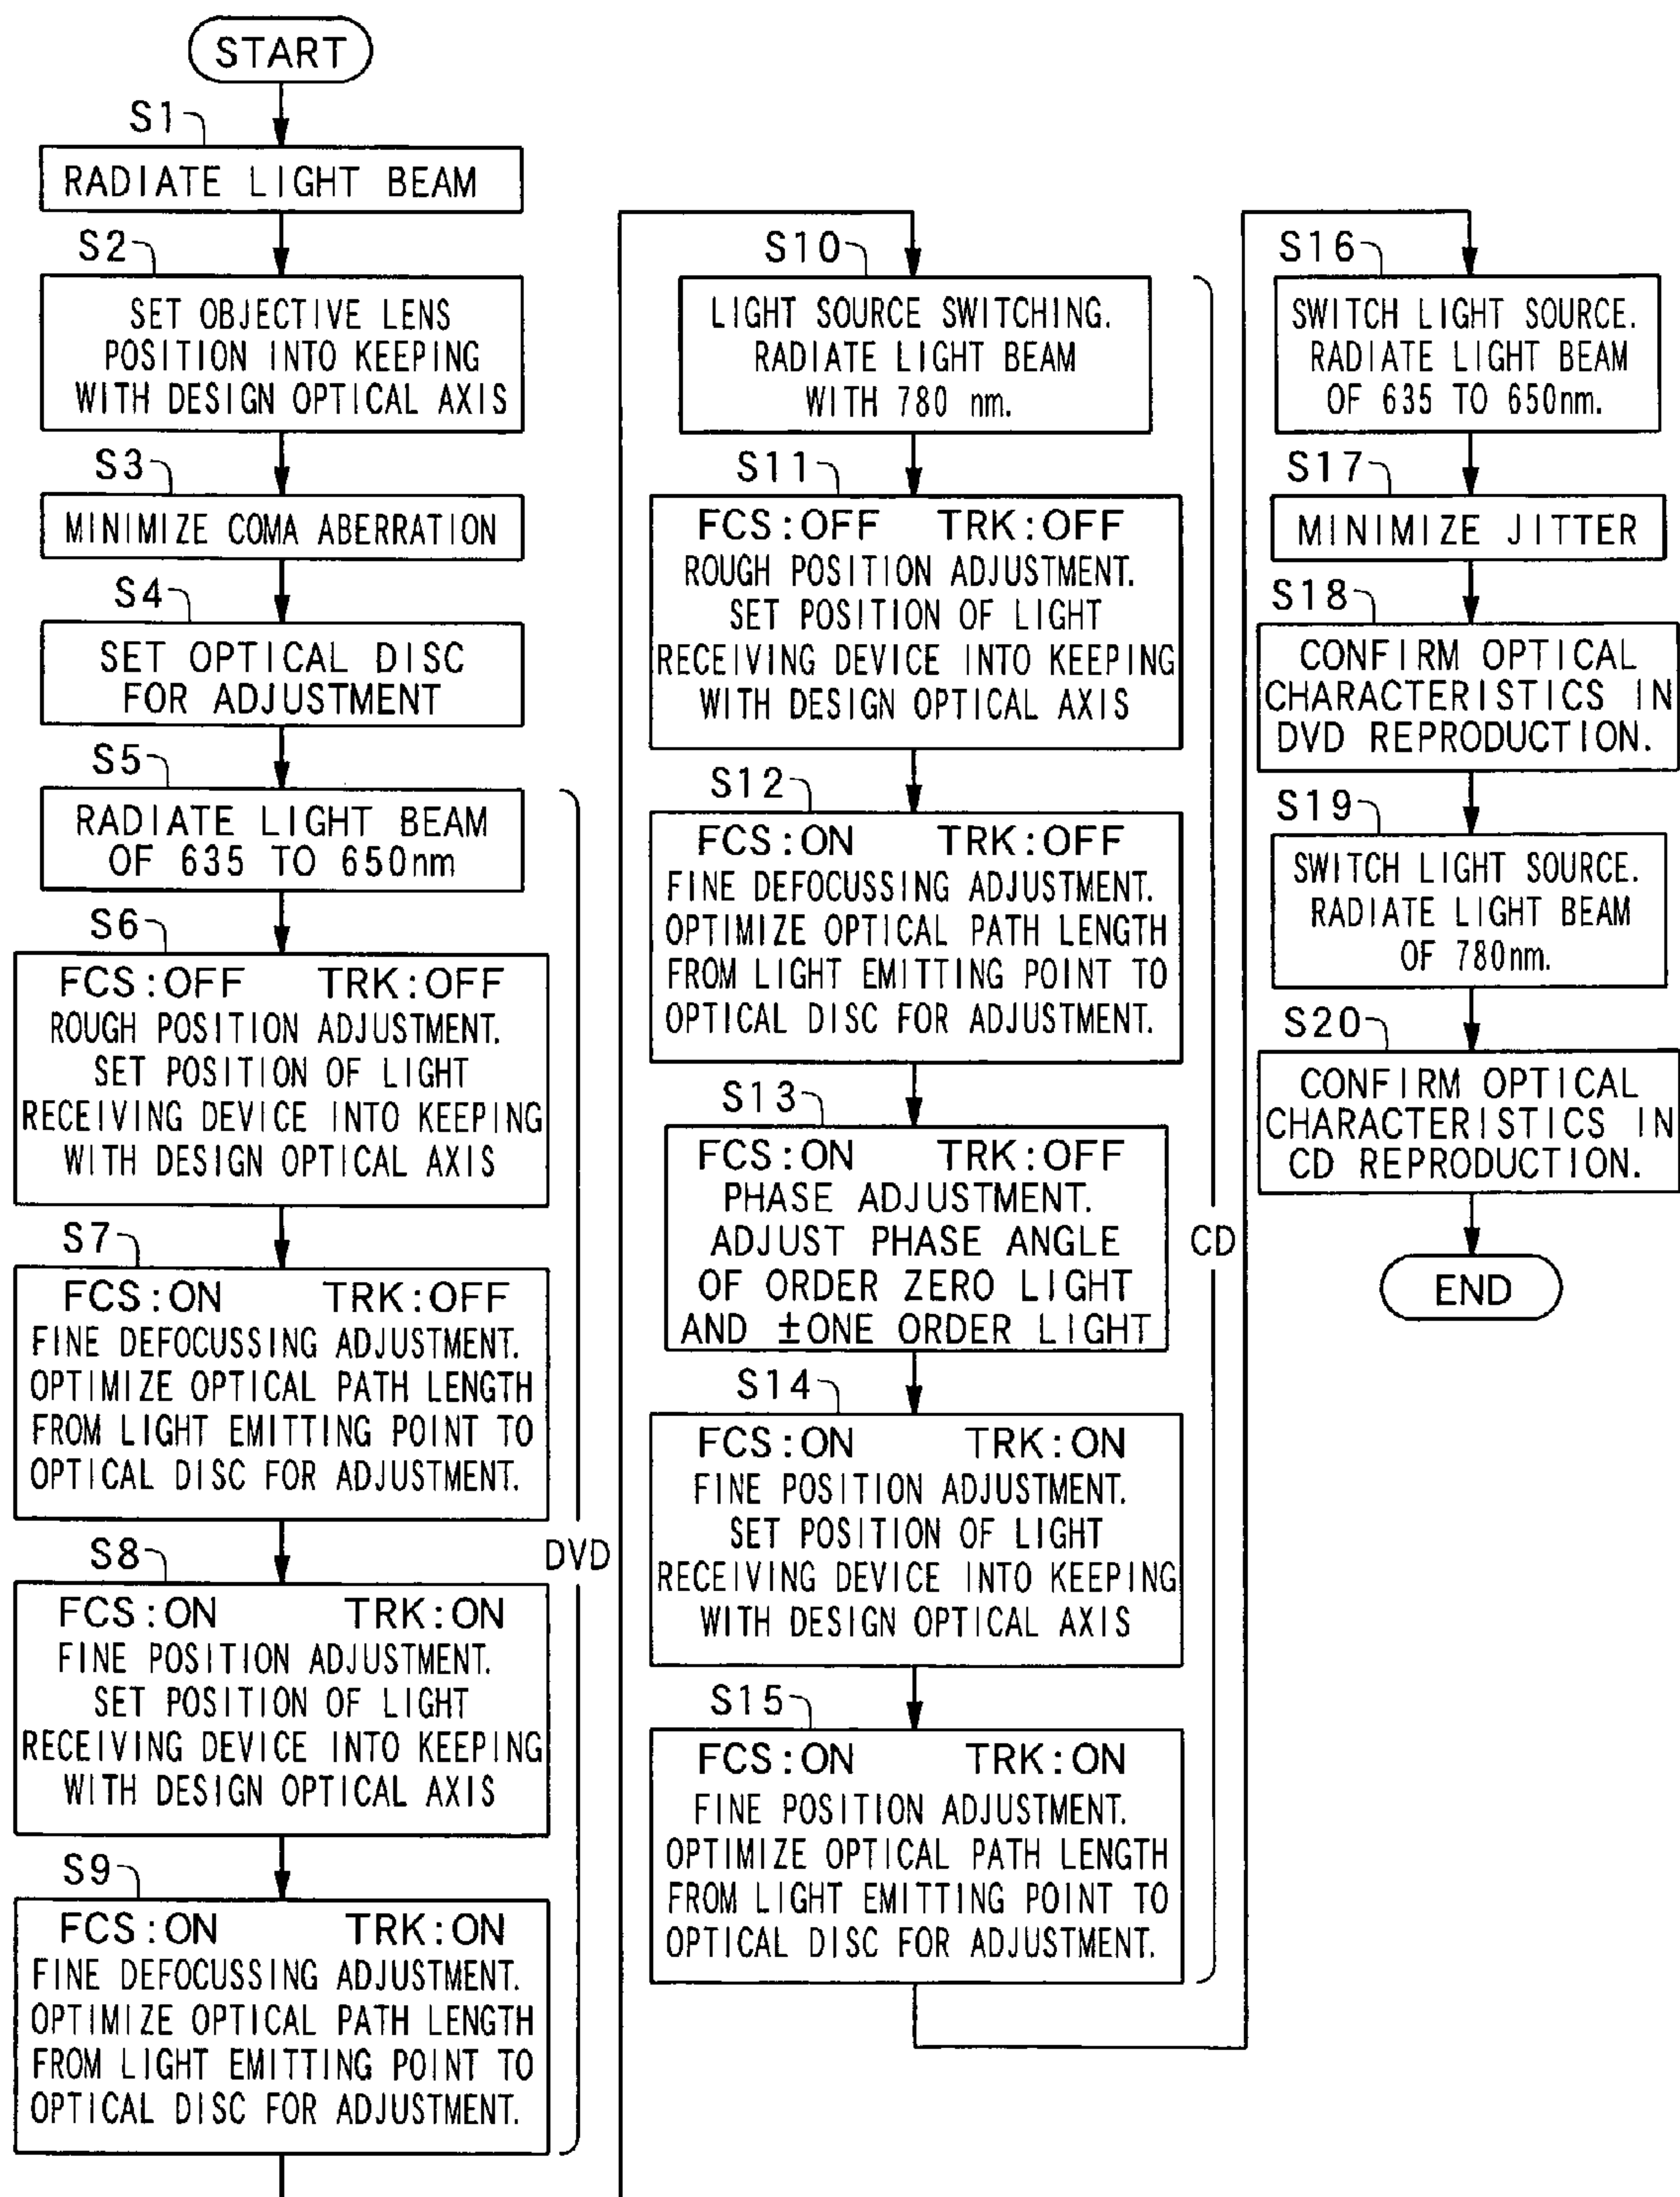 START
S1
RADIATE LIGHT BEAM
S2
SET OBJECTIVE LENS
POSITION INTO KEEPING
WITH DESIGN OPTICAL AXIS
S3
MINIMIZE COMA ABERRATION
S4
SET OPTICAL DISC
FOR ADJUSTMENT
S5
RADIATE LIGHT BEAM
OF 635 TO 650nm
S6
FCS:OFF TRK:OFF
ROUGH POSITION ADJUSTMENT.
SET POSITION OF LIGHT
RECEIVING DEVICE INTO KEEPING
WITH DESIGN OPTICAL AXIS
S7
FCS:ON TRK:OFF
FINE DEFOCUSSING ADJUSTMENT.
OPTIMIZE OPTICAL PATH LENGTH
FROM LIGHT EMITTING POINT TO
OPTICAL DISC FOR ADJUSTMENT.
S8
FCS:ON TRK:ON
FINE POSITION ADJUSTMENT.
SET POSITION OF LIGHT
RECEIVING DEVICE INTO KEEPING
WITH DESIGN OPTICAL AXIS
S9
FCS:ON TRK:ON
FINE DEFOCUSSING ADJUSTMENT.
OPTIMIZE OPTICAL PATH LENGTH
FROM LIGHT EMITTING POINT TO
OPTICAL DISC FOR ADJUSTMENT.
DVD
S10
LIGHT SOURCE SWITCHING.
RADIATE LIGHT BEAM
WITH 780 nm.
S11
FCS:OFF TRK:OFF
ROUGH POSITION ADJUSTMENT.
SET POSITION OF LIGHT
RECEIVING DEVICE INTO KEEPING
WITH DESIGN OPTICAL AXIS
S12
FCS:ON TRK:OFF
FINE DEFOCUSSING ADJUSTMENT.
OPTIMIZE OPTICAL PATH LENGTH
FROM LIGHT EMITTING POINT TO
OPTICAL DISC FOR ADJUSTMENT.
S13
FCS:ON TRK:OFF
PHASE ADJUSTMENT.
ADJUST PHASE ANGLE
OF ORDER ZERO LIGHT
AND ±ONE ORDER LIGHT
S14
FCS:ON TRK:ON
FINE POSITION ADJUSTMENT.
SET POSITION OF LIGHT
RECEIVING DEVICE INTO KEEPING
WITH DESIGN OPTICAL AXIS
S15
FCS:ON TRK:ON
FINE POSITION ADJUSTMENT.
OPTIMIZE OPTICAL PATH LENGTH
FROM LIGHT EMITTING POINT TO
OPTICAL DISC FOR ADJUSTMENT.
CD
S16
SWITCH LIGHT SOURCE.
RADIATE LIGHT BEAM
OF 635 TO 650nm.
S17
MINIMIZE JITTER
S18
CONFIRM OPTICAL
CHARACTERISTICS IN
DVD REPRODUCTION.
S19
SWITCH LIGHT SOURCE.
RADIATE LIGHT BEAM
OF 780nm.
S20
CONFIRM OPTICAL
CHARACTERISTICS IN
CD REPRODUCTION.
END